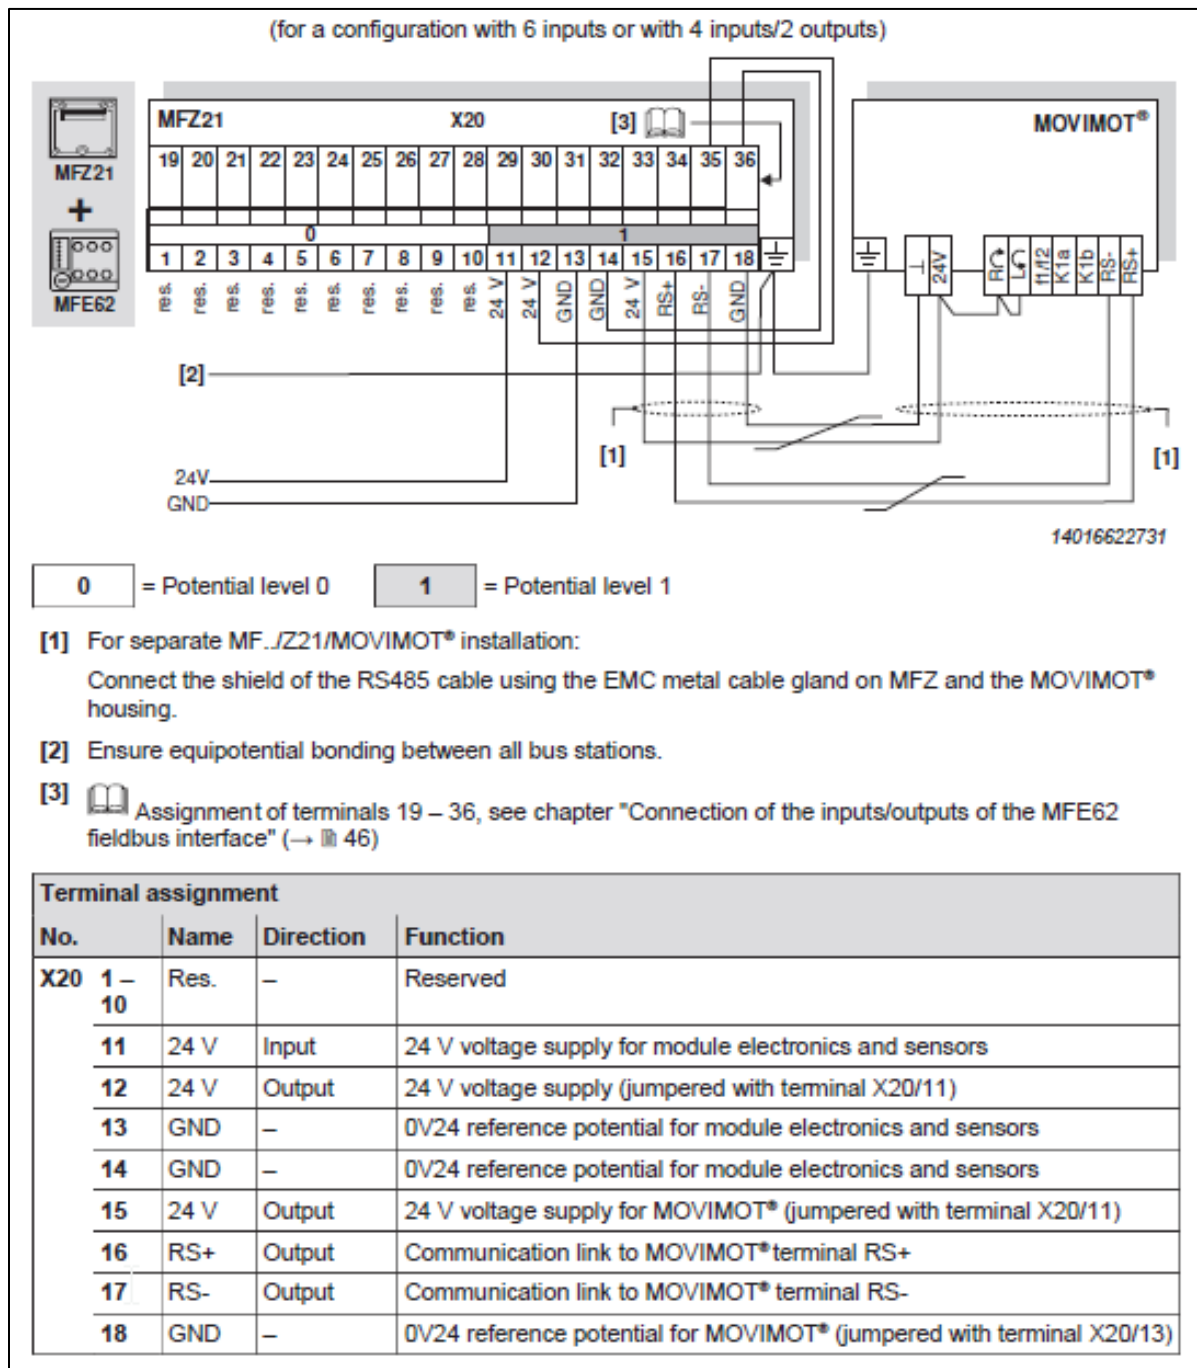 (for a configuration with 6 inputs or with 4 inputs/2 outputs)
MFZ21 X20 [3] MOVIMOT®
MFZ21
+
MFE62
19 20 21 22 23 24 25 26 27 28 29 30 31 32 33 34 35 36
0 1
1 2 3 4 5 6 7 8 9 10 11 12 13 14 15 16 17 18
res. res. res. res. res. res. res. res. res. res. 24 V 24 V GND GND 24 V RS+ RS- GND
24V R L f1/f2 K1a K1b RS- RS+
[2]
[1] [1]
24V
GND
14016622731
0 = Potential level 0 1 = Potential level 1
[1] For separate MF../Z21/MOVIMOT® installation:
Connect the shield of the RS485 cable using the EMC metal cable gland on MFZ and the MOVIMOT®
housing.
[2] Ensure equipotential bonding between all bus stations.
[3] Assignment of terminals 19 – 36, see chapter "Connection of the inputs/outputs of the MFE62
fieldbus interface" (→ 46)
Terminal assignment
No. Name Direction Function
X20 1 – 10 Res. – Reserved
11 24 V Input 24 V voltage supply for module electronics and sensors
12 24 V Output 24 V voltage supply (jumpered with terminal X20/11)
13 GND – 0V24 reference potential for module electronics and sensors
14 GND – 0V24 reference potential for module electronics and sensors
15 24 V Output 24 V voltage supply for MOVIMOT® (jumpered with terminal X20/11)
16 RS+ Output Communication link to MOVIMOT® terminal RS+
17 RS- Output Communication link to MOVIMOT® terminal RS-
18 GND – 0V24 reference potential for MOVIMOT® (jumpered with terminal X20/13)